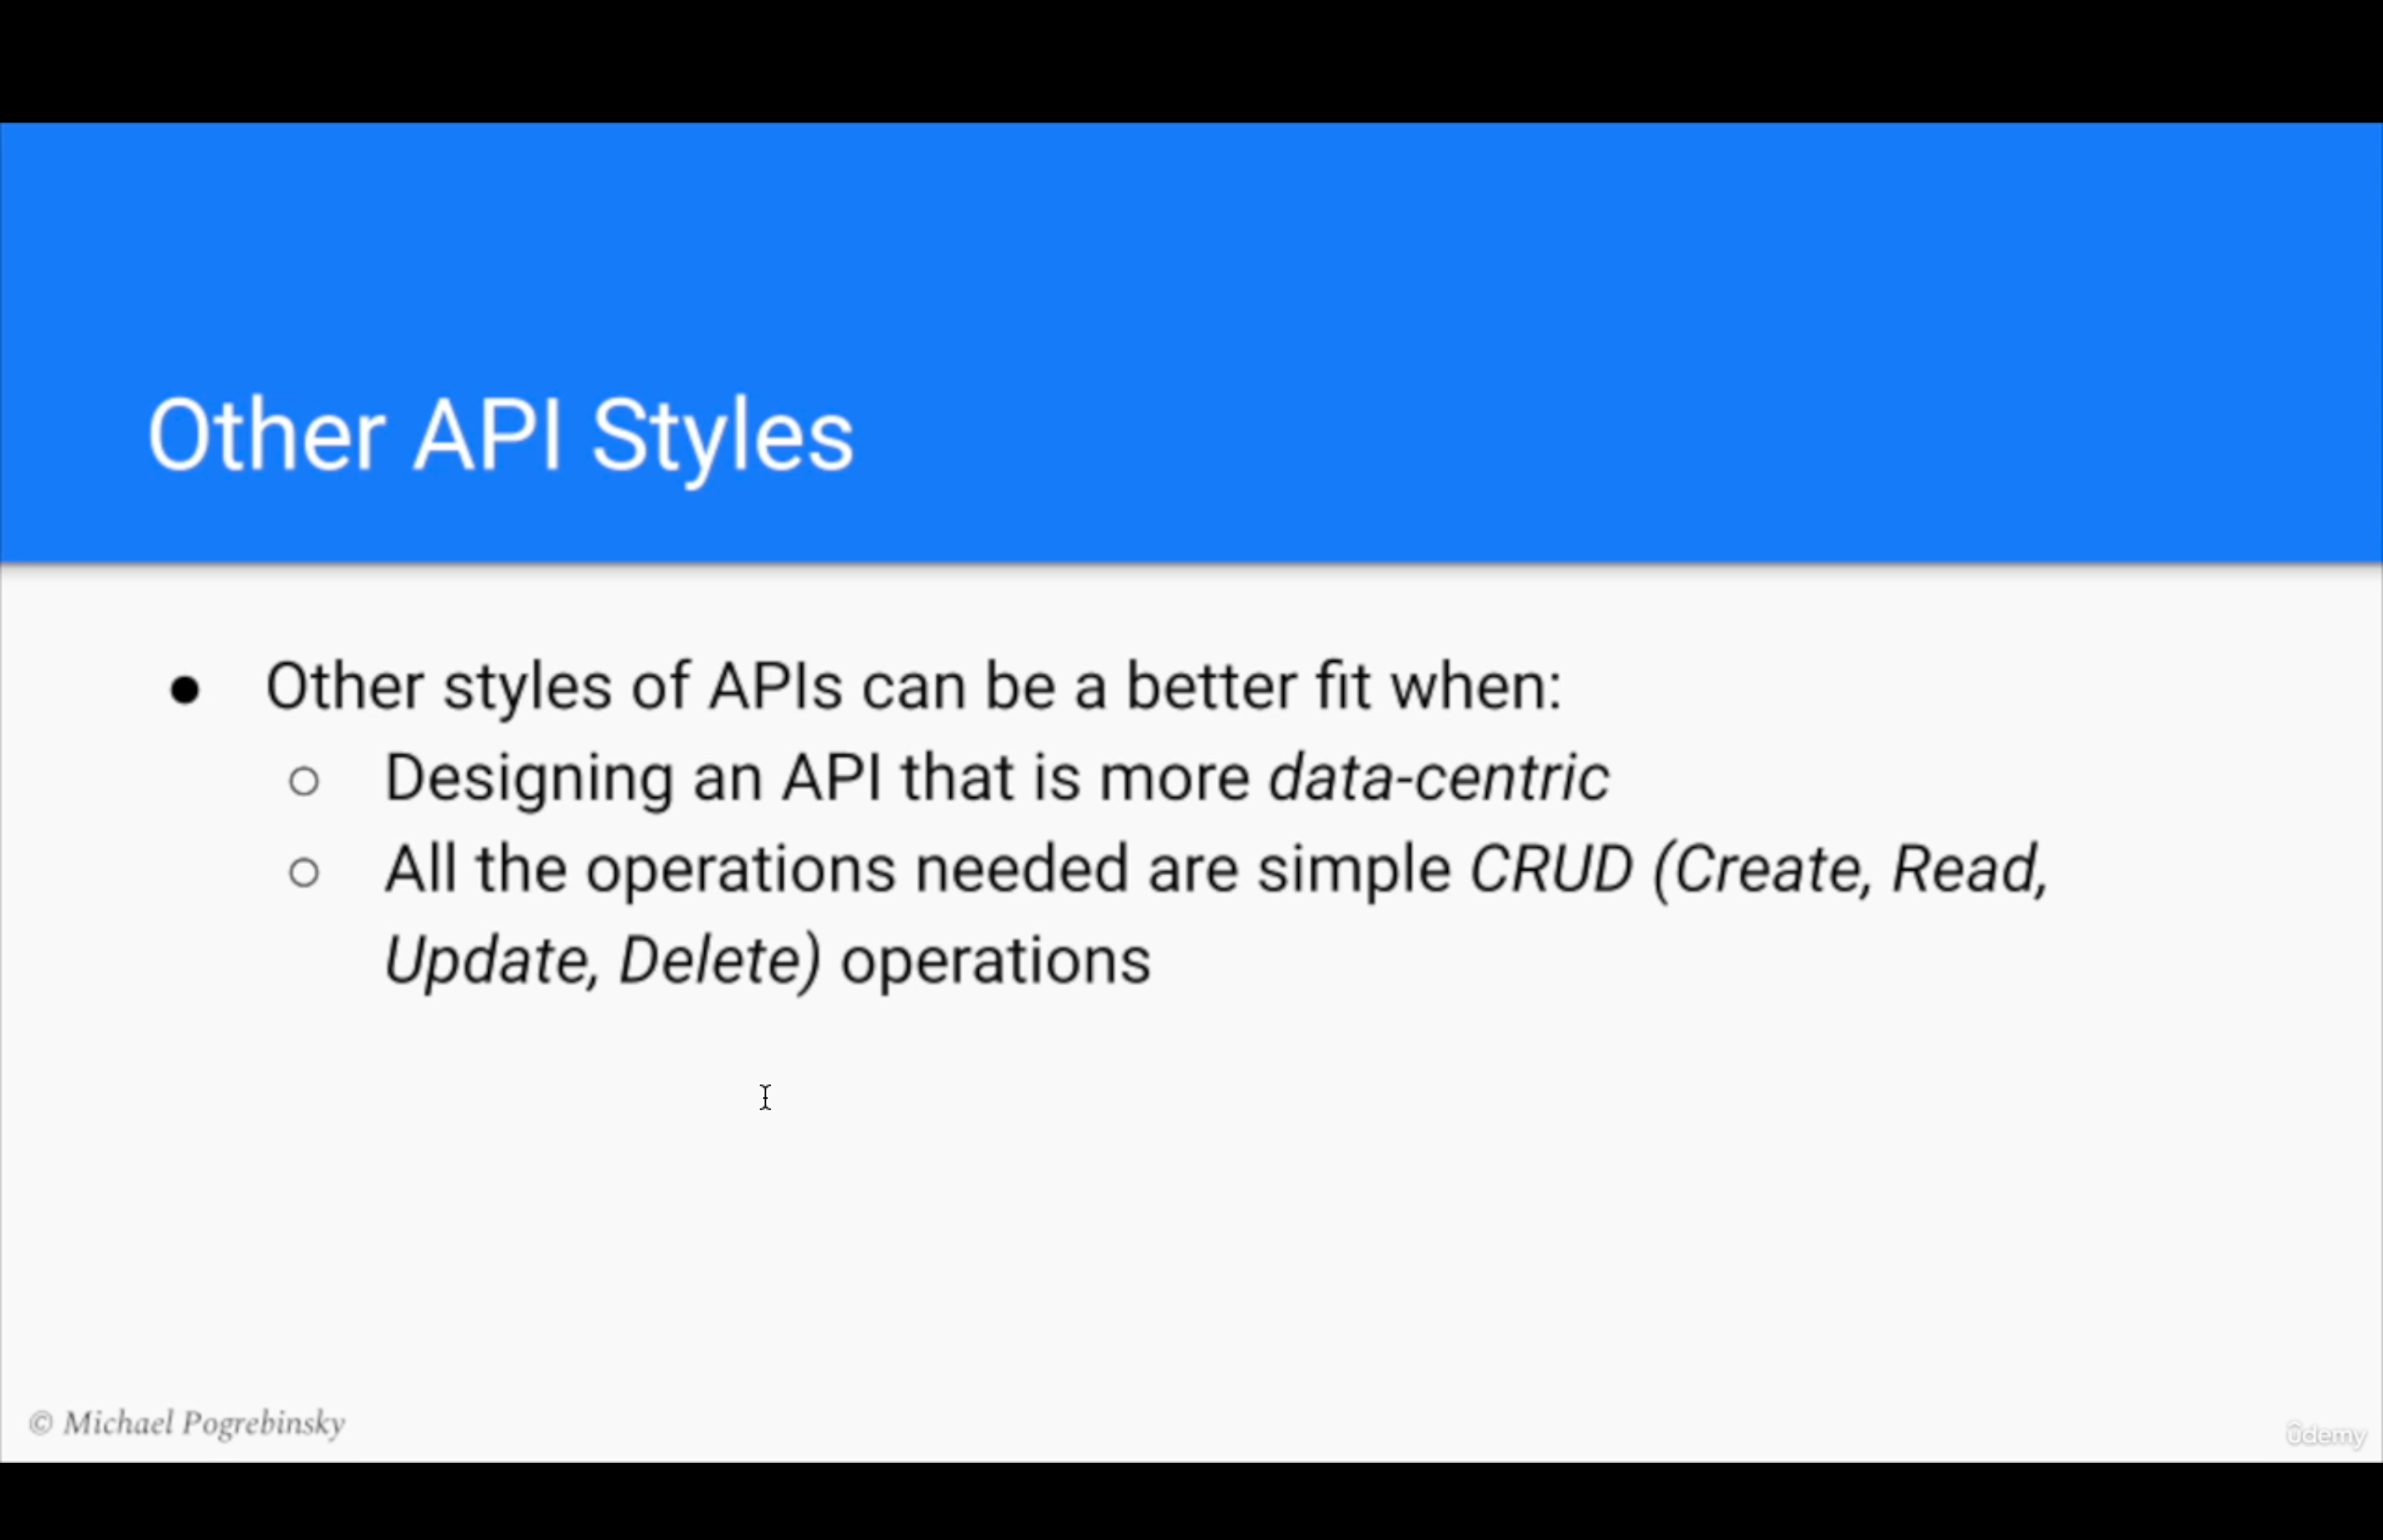 Other API Styles
● Other styles of APIs can be a better fit when:
○ Designing an API that is more data-centric
○ All the operations needed are simple CRUD (Create, Read,
Update, Delete) operations
© Michael Pogrebinsky
ûdemy